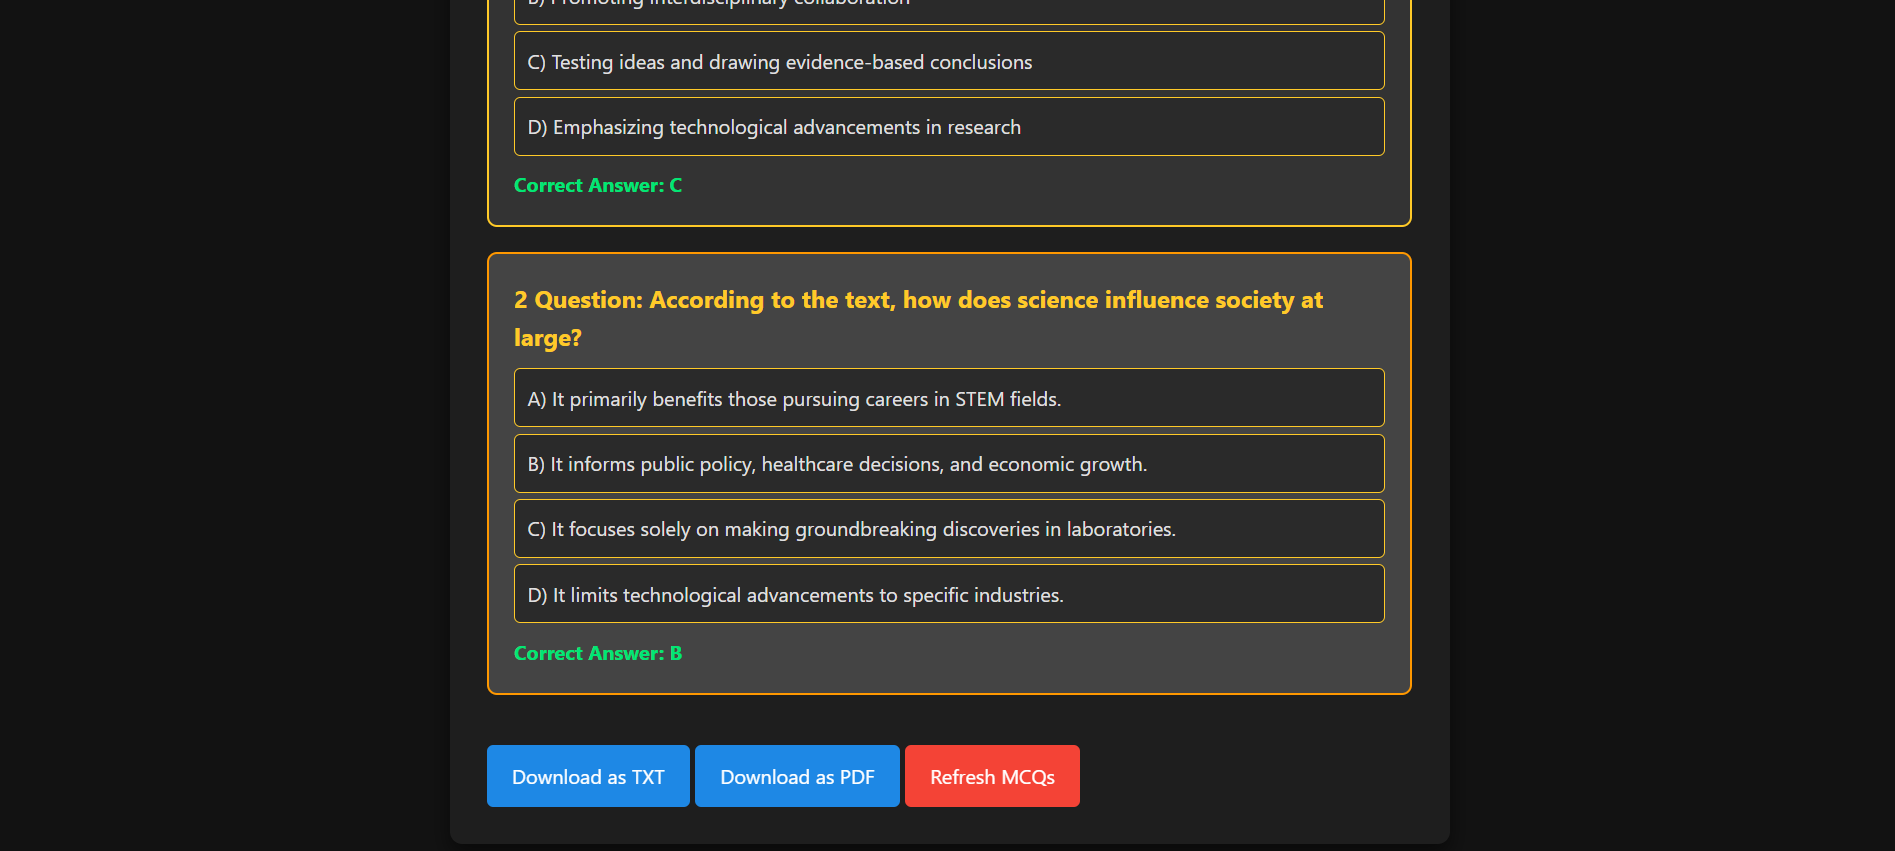 B) Promoting interdisciplinary collaboration
C) Testing ideas and drawing evidence-based conclusions
D) Emphasizing technological advancements in research
Correct Answer: C
2 Question: According to the text, how does science influence society at
large?
A) It primarily benefits those pursuing careers in STEM fields.
B) It informs public policy, healthcare decisions, and economic growth.
C) It focuses solely on making groundbreaking discoveries in laboratories.
D) It limits technological advancements to specific industries.
Correct Answer: B
Download as TXT
Download as PDF
Refresh MCQs